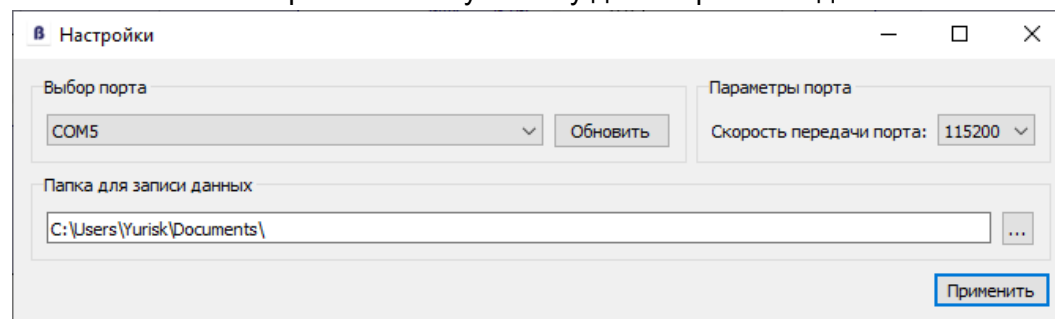 β Настройки
Выбор порта
COM5
Обновить
Параметры порта
Скорость передачи порта: 115200
Папка для записи данных
C:\Users\Yurisk\Documents\
...
Применить